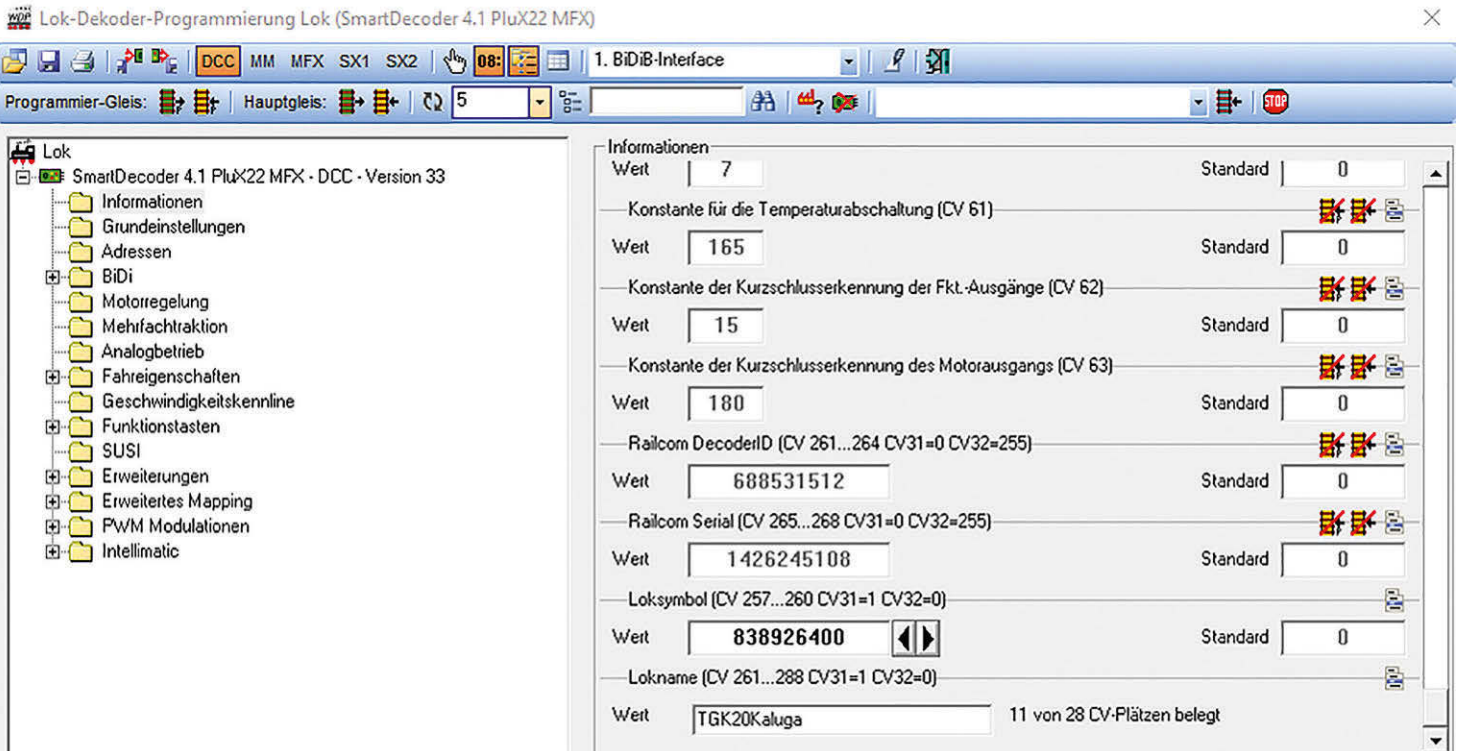 WDP Lok-Dekoder-Programmierung Lok (SmartDecoder 4.1 PluX22 MFX)
DCC MM MFX SX1 SX2 08: 1. BiDiB-Interface
Programmier-Gleis: Hauptgleis: 5 ? STOP
Lok
SmartDecoder 4.1 PluX22 MFX - DCC - Version 33
Informationen
Grundeinstellungen
Adressen
BiDi
Motorregelung
Mehrfachtraktion
Analogbetrieb
Fahreigenschaften
Geschwindigkeitskennline
Funktionstasten
SUSI
Erweiterungen
Erweitertes Mapping
PWM Modulationen
Intellimatic
Informationen
Wert 7 Standard 0
Konstante für die Temperaturabschaltung (CV 61)
Wert 165 Standard 0
Konstante der Kurzschlusserkennung der Fkt.-Ausgänge (CV 62)
Wert 15 Standard 0
Konstante der Kurzschlusserkennung des Motorausgangs (CV 63)
Wert 180 Standard 0
Railcom DecoderID (CV 261...264 CV31=0 CV32=255)
Wert 688531512 Standard 0
Railcom Serial (CV 265...268 CV31=0 CV32=255)
Wert 1426245108 Standard 0
Loksymbol (CV 257...260 CV31=1 CV32=0)
Wert 838926400 Standard 0
Lokname (CV 261...288 CV31=1 CV32=0)
Wert TGK20Kaluga 11 von 28 CV-Plätzen belegt